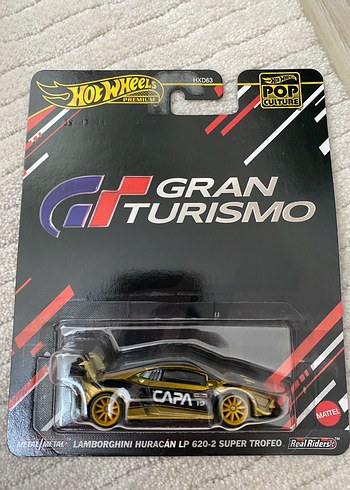 Hot Wheels
PREMIUM
HXD63
Hot Wheels
POP
CULTURE
GRAN
TURISMO
CAPA
MATTEL
METAL/METAL
LAMBORGHINI HURACÁN LP 620-2 SUPER TROFEO
Real Riders